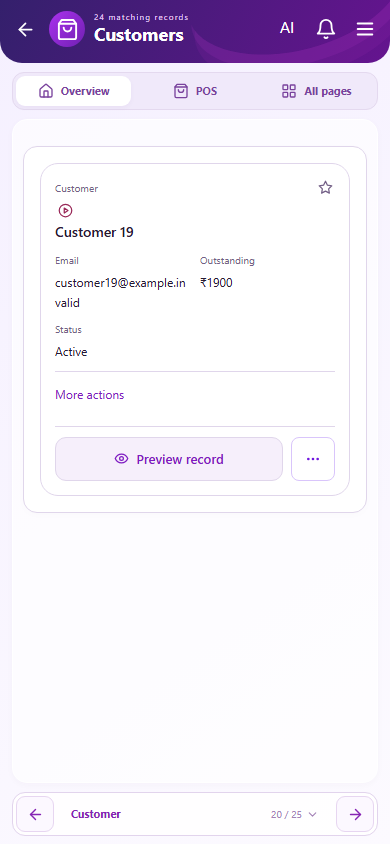 24 matching records
Customers
AI
Overview
POS
All pages
Customer
Customer 19
Email
Outstanding
customer19@example.in
valid
₹1900
Status
Active
More actions
Preview record
Customer
20 / 25